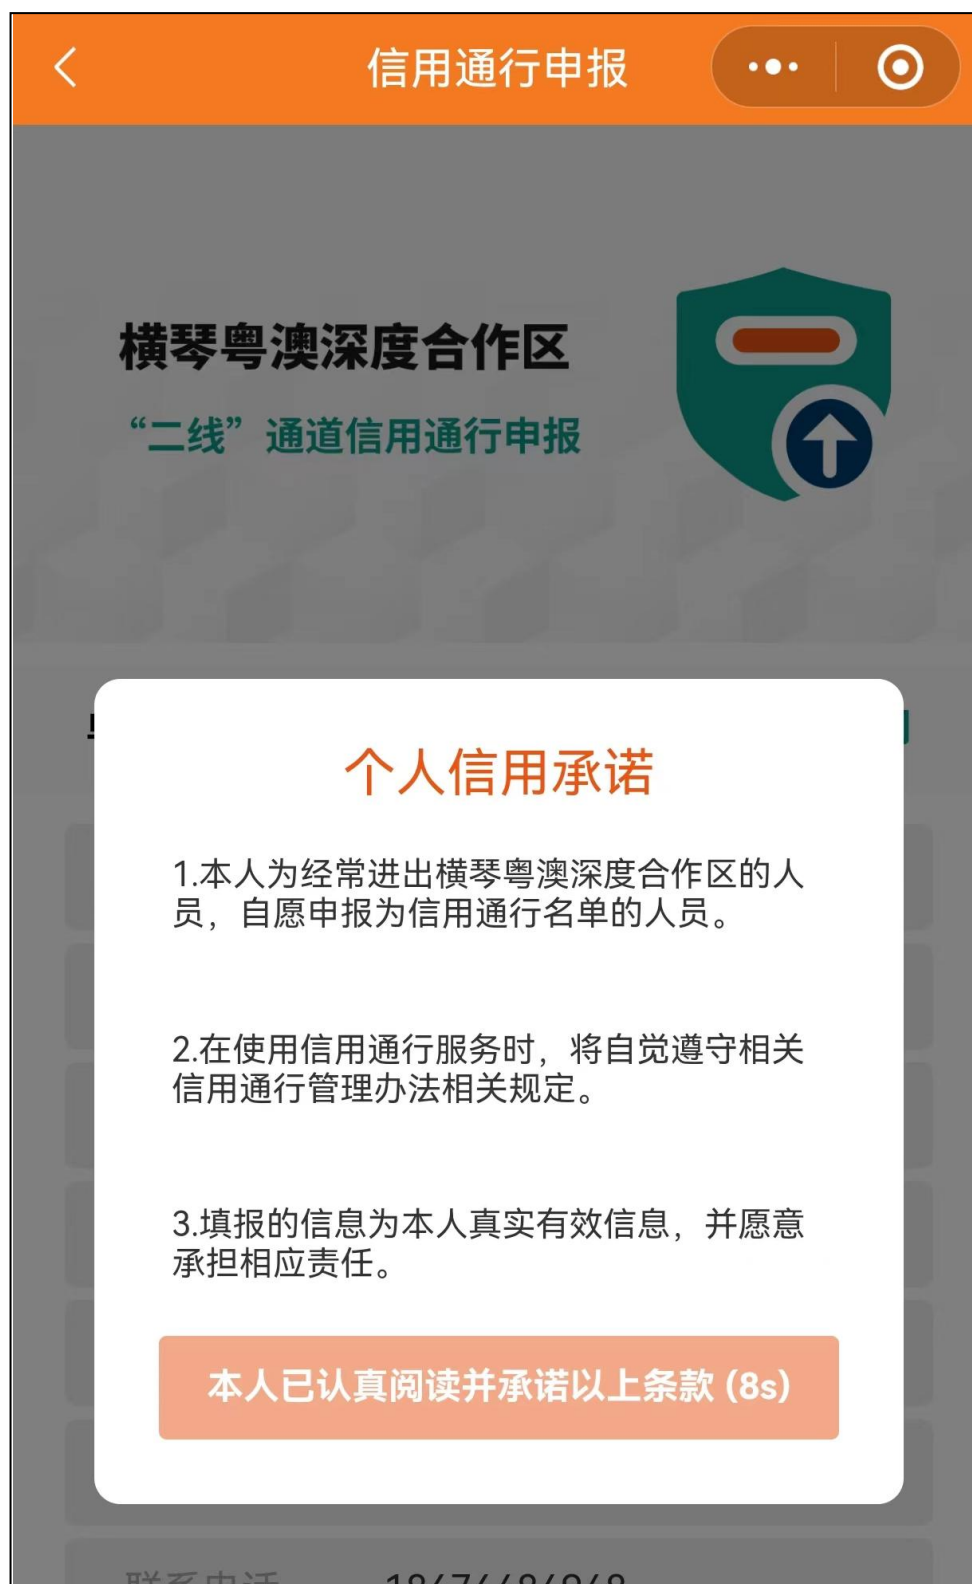 信用通行申报
横琴粤澳深度合作区
“二线”通道信用通行申报
个人信用承诺
1.本人为经常进出横琴粤澳深度合作区的人
员，自愿申报为信用通行名单的人员。
2.在使用信用通行服务时，将自觉遵守相关
信用通行管理办法相关规定。
3.填报的信息为本人真实有效信息，并愿意
承担相应责任。
本人已认真阅读并承诺以上条款 (8s)
联系电话